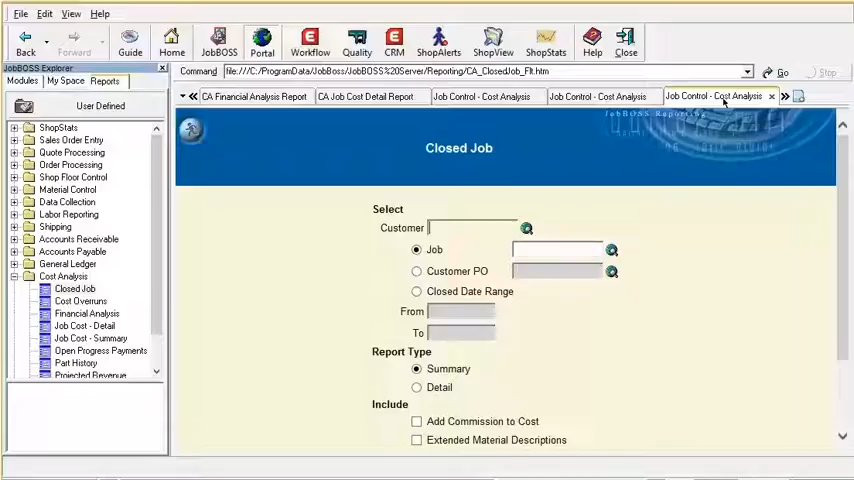 File Edit View Help
Back Forward Guide Home JobBOSS Portal Workflow Quality CRM ShopAlerts ShopView ShopStats Help Close
JobBOSS Explorer
Command file:///C:/ProgramData/JobBoss/JobBOSS%20Server/Reporting/CA_ClosedJob_Flt.htm Go Stop
Modules My Space Reports
CA Financial Analysis Report CA Job Cost Detail Report Job Control - Cost Analysis Job Control - Cost Analysis Job Control - Cost Analysis
User Defined
ShopStats
Sales Order Entry
Quote Processing
Order Processing
Shop Floor Control
Material Control
Data Collection
Labor Reporting
Shipping
Accounts Receivable
Accounts Payable
General Ledger
Cost Analysis
Closed Job
Cost Overruns
Financial Analysis
Job Cost - Detail
Job Cost - Summary
Open Progress Payments
Part History
Projected Revenue
JobBOSS Reporting
Closed Job
Select
Customer
Job
Customer PO
Closed Date Range
From
To
Report Type
Summary
Detail
Include
Add Commission to Cost
Extended Material Descriptions